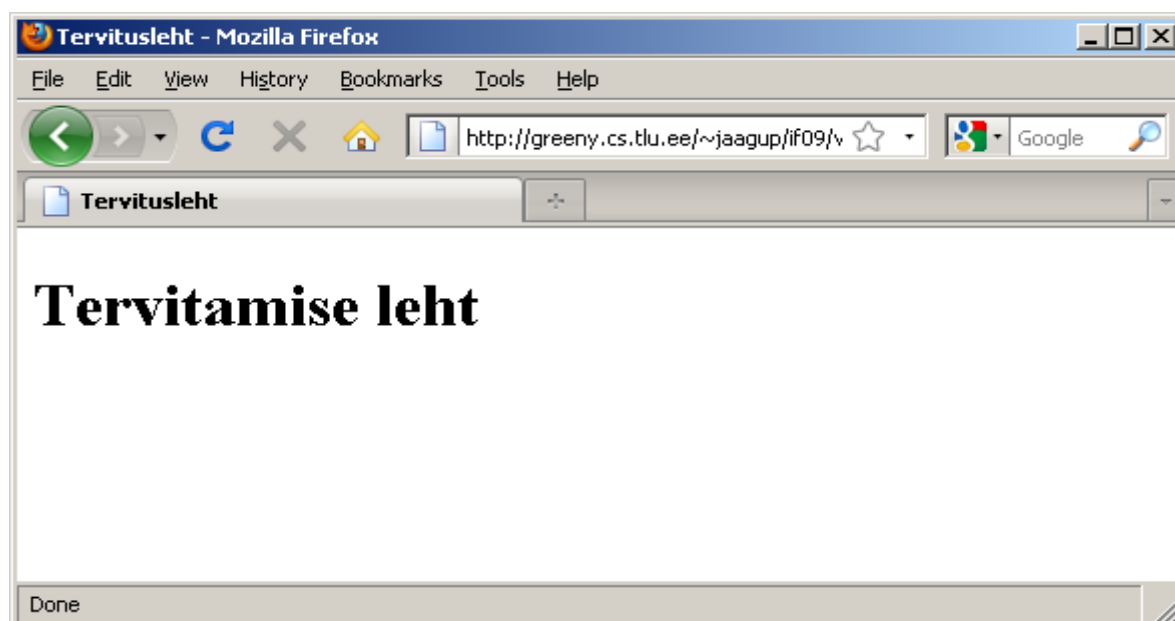 Tervitusleht - Mozilla Firefox
File Edit View History Bookmarks Tools Help
http://greeny.cs.tlu.ee/~jaagup/if09/v Google
Tervitusleht
Tervitamise leht
Done